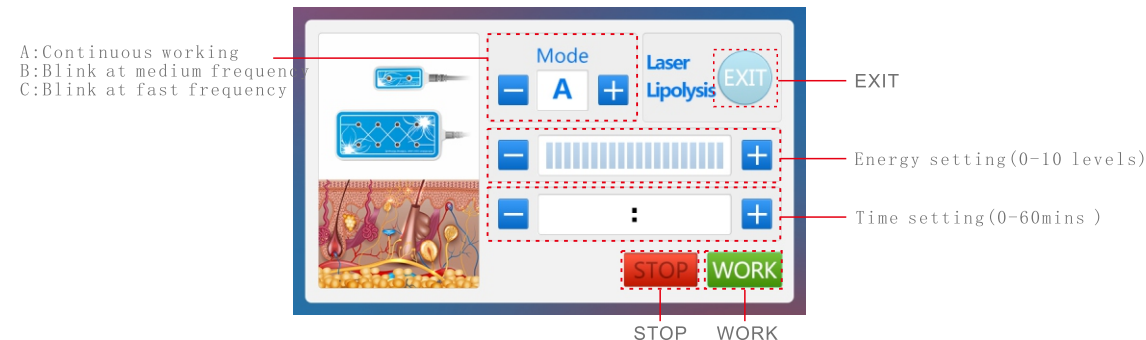 A:Continuous working
B:Blink at medium frequency
C:Blink at fast frequency
Mode
A
Laser
Lipolysis
EXIT
EXIT
Energy setting(0-10 levels)
:
Time setting(0-60mins )
STOP
WORK
STOP
WORK